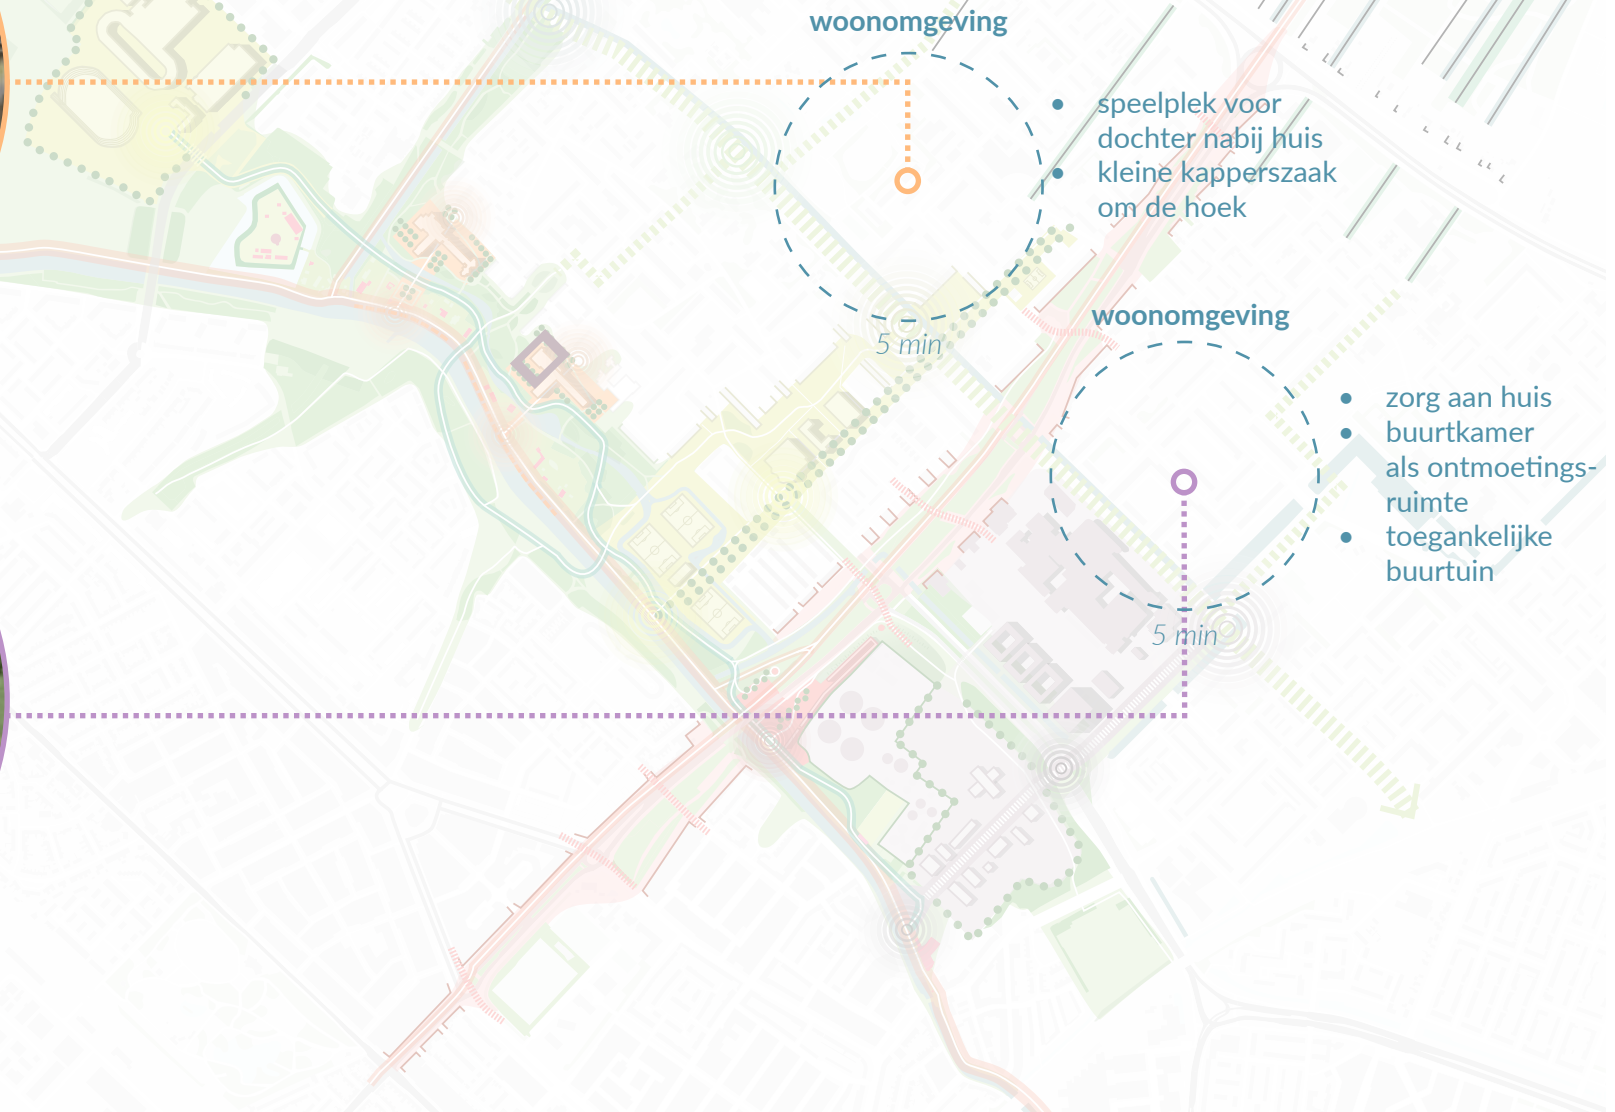 woonomgeving
• speelplek voor
dochter nabij huis
• kleine kapperszaak
om de hoek
5 min
woonomgeving
• zorg aan huis
• buurtkamer
als ontmoetings-
ruimte
• toegankelijke
buurtuin
5 min